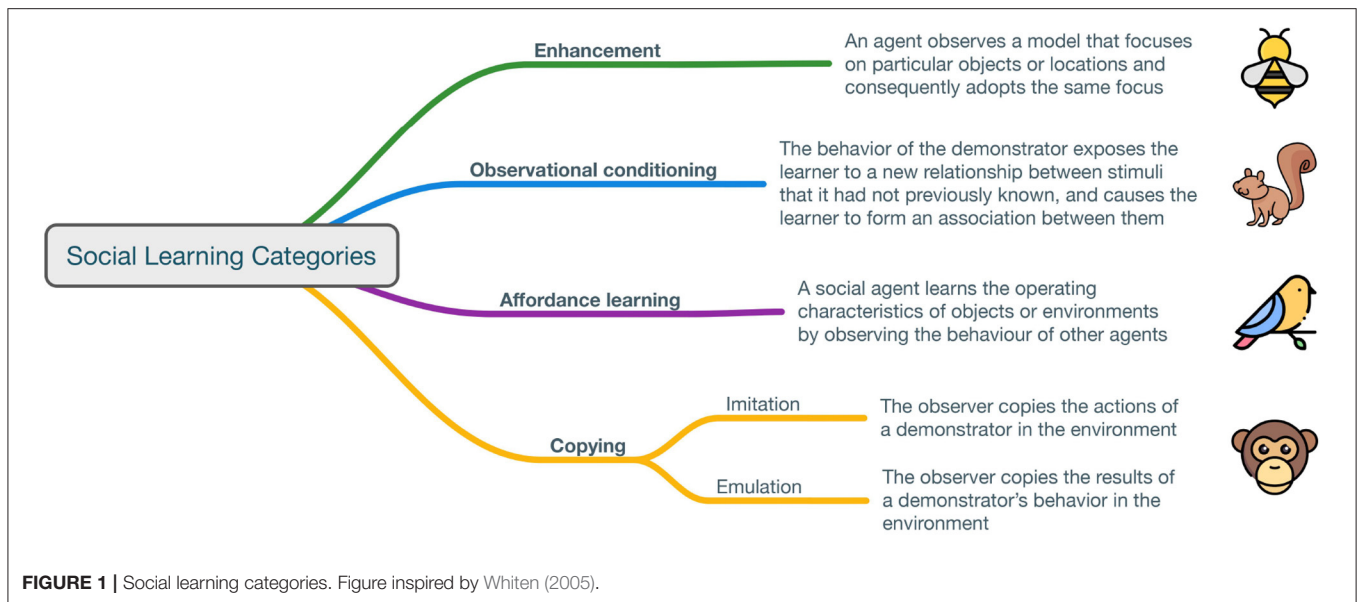 Enhancement
An agent observes a model that focuses
on particular objects or locations and
consequently adopts the same focus
Observational conditioning
The behavior of the demonstrator exposes the
learner to a new relationship between stimuli
that it had not previously known, and causes the
learner to form an association between them
Social Learning Categories
Affordance learning
A social agent learns the operating
characteristics of objects or environments
by observing the behaviour of other agents
Copying
Imitation
The observer copies the actions of
a demonstrator in the environment
Emulation
The observer copies the results of
a demonstrator's behavior in the
environment
FIGURE 1 | Social learning categories. Figure inspired by Whiten (2005).